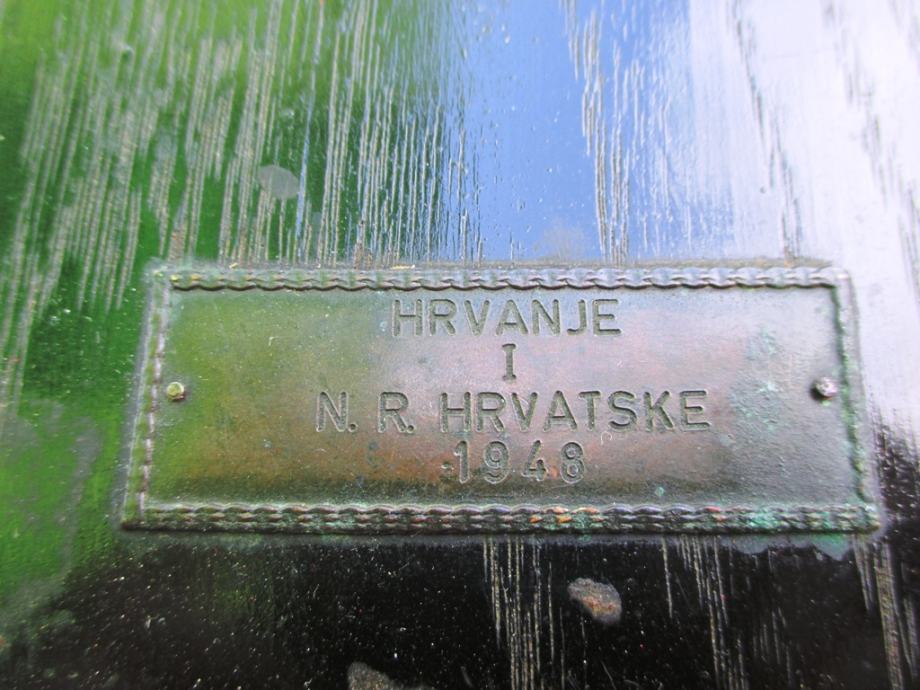 HRVANJE
I
N. R. HRVATSKE
1948